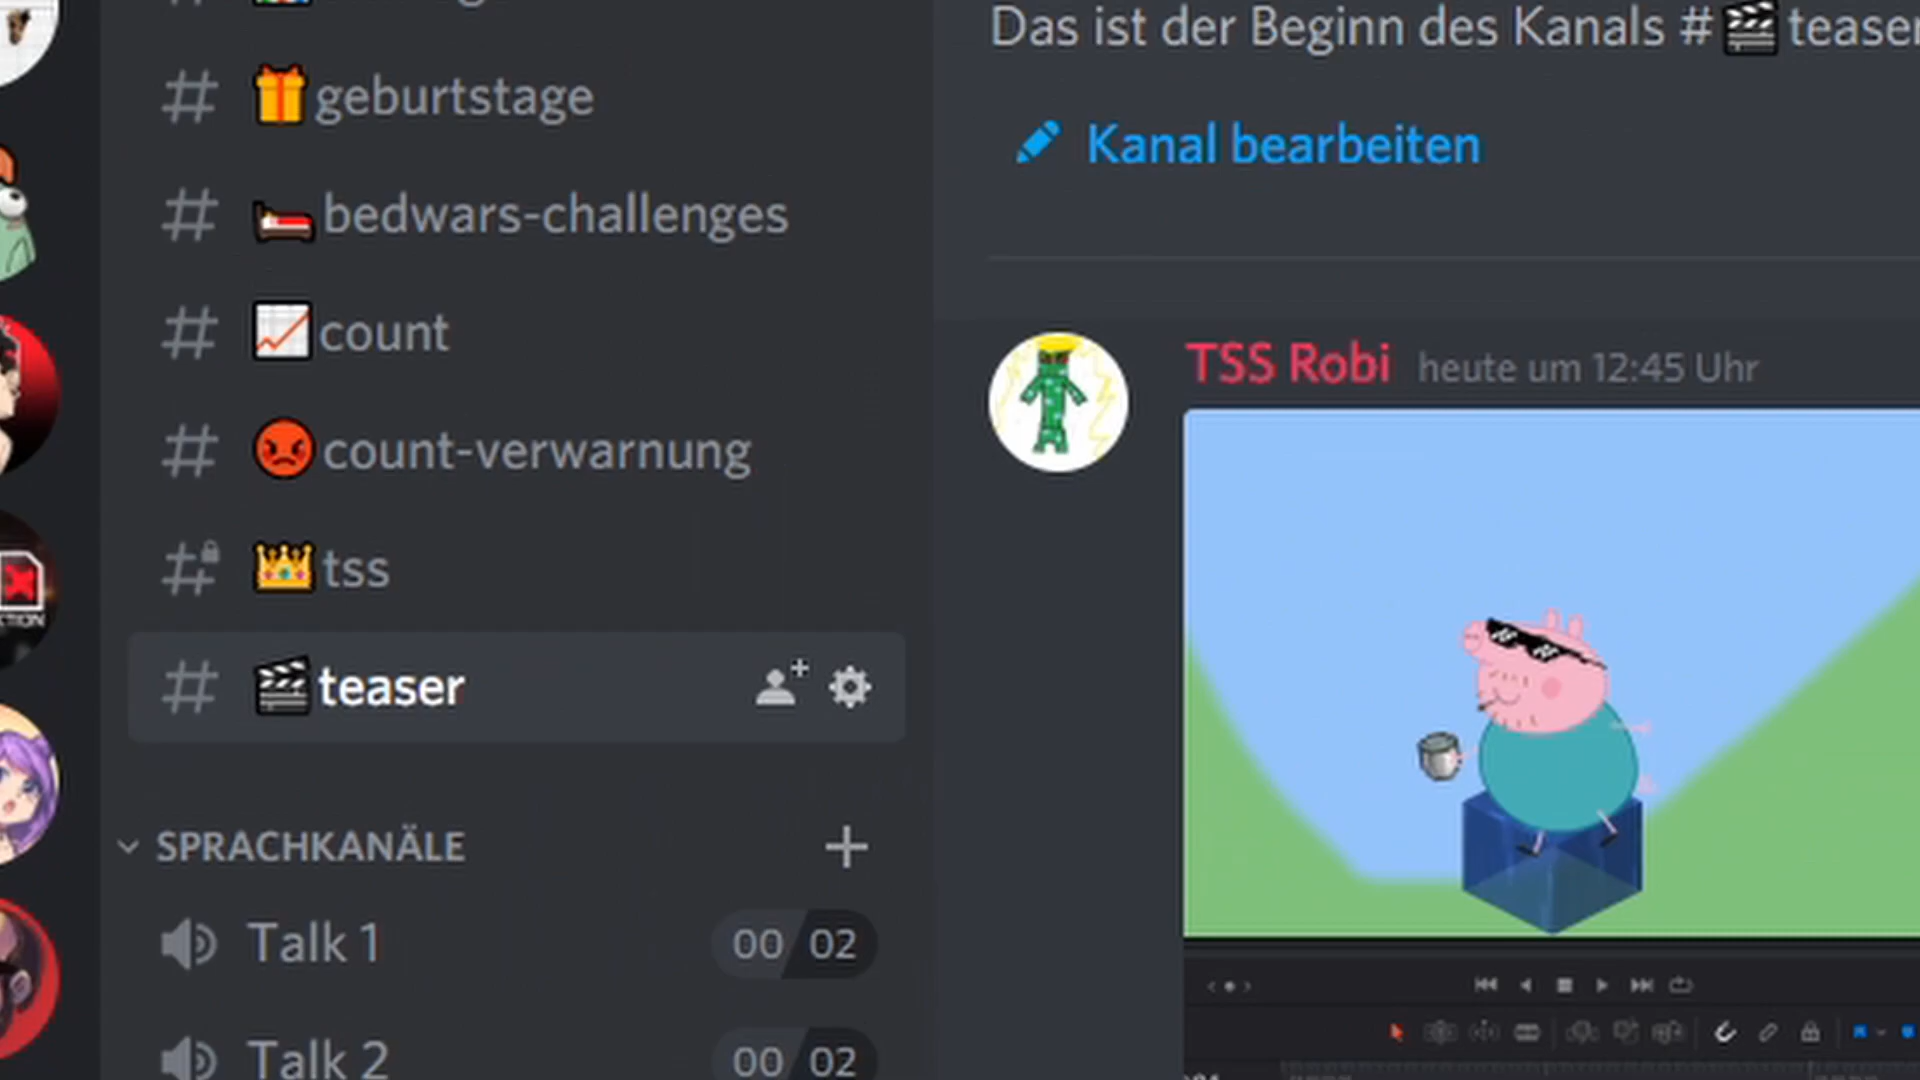 geburtstage
bedwars-challenges
count
count-verwarnung
tss
teaser
SPRACHKANÄLE
Talk 1
00 02
Talk 2
00 02
Das ist der Beginn des Kanals # teaser
Kanal bearbeiten
TSS Robi heute um 12:45 Uhr